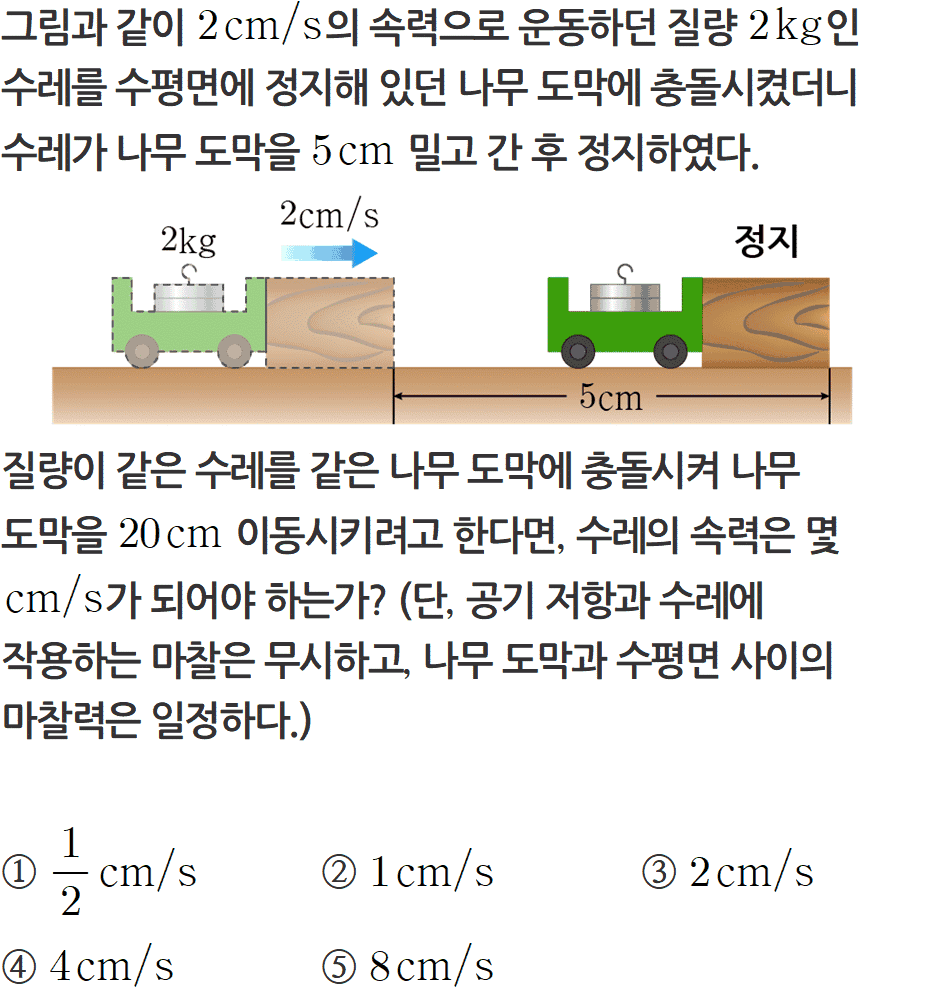 그림과 같이 2cm/s의 속력으로 운동하던 질량 2kg인
수레를 수평면에 정지해 있던 나무 도막에 충돌시켰더니
수레가 나무 도막을 5cm 밀고 간 후 정지하였다.
2cm/s
2kg
정지
5cm
질량이 같은 수레를 같은 나무 도막에 충돌시켜 나무
도막을 20cm 이동시키려고 한다면, 수레의 속력은 몇
cm/s가 되어야 하는가? (단, 공기 저항과 수레에
작용하는 마찰은 무시하고, 나무 도막과 수평면 사이의
마찰력은 일정하다.)
① 1/2 cm/s ② 1cm/s ③ 2cm/s
④ 4cm/s ⑤ 8cm/s